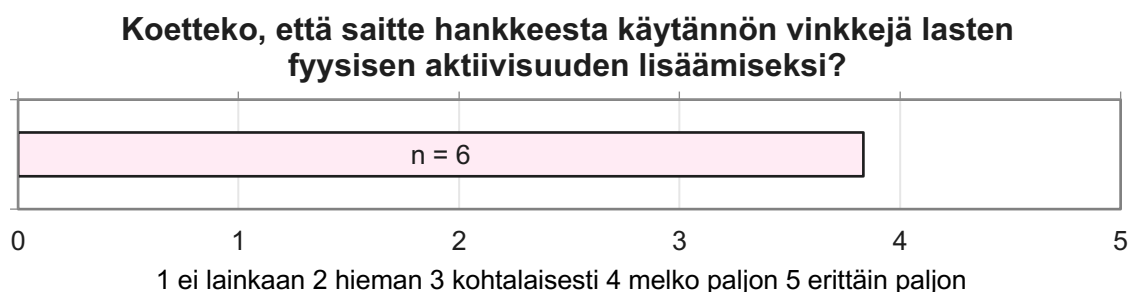 Koetteko, että saitte hankkeesta käytännön vinkkejä lasten
fyysisen aktiivisuuden lisäämiseksi?
n = 6
0 1 2 3 4 5
1 ei lainkaan 2 hieman 3 kohtalaisesti 4 melko paljon 5 erittäin paljon